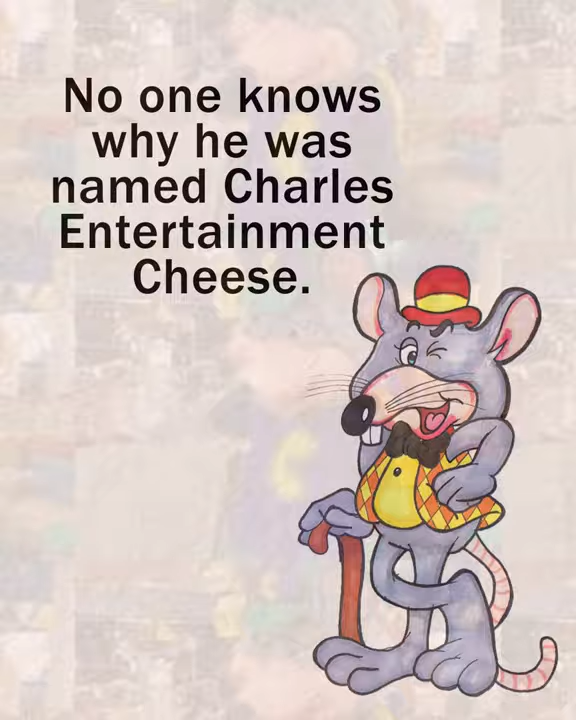 No one knows
why he was
named Charles
Entertainment
Cheese.